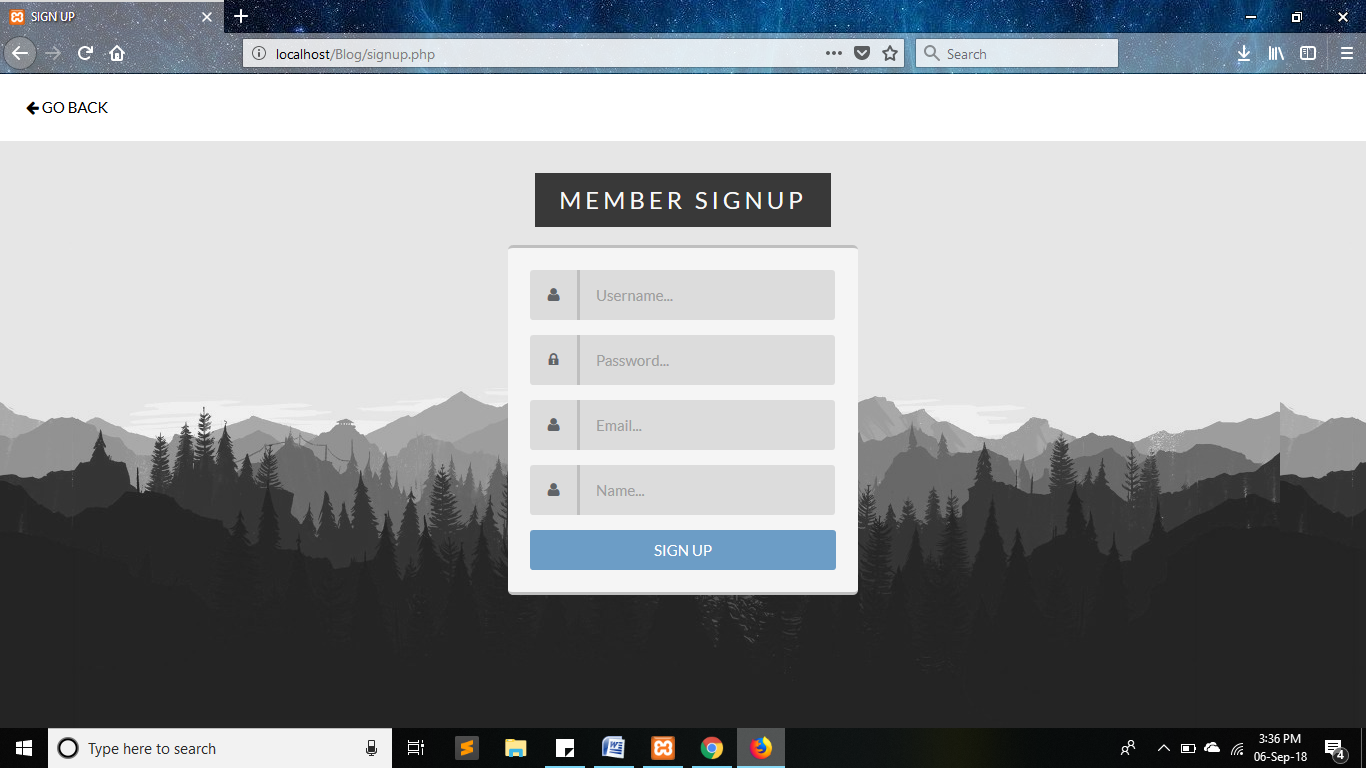 SIGN UP
localhost/Blog/signup.php
Search
GO BACK
MEMBER SIGNUP
Username...
Password...
Email...
Name...
SIGN UP
Type here to search
3:36 PM
06-Sep-18
4